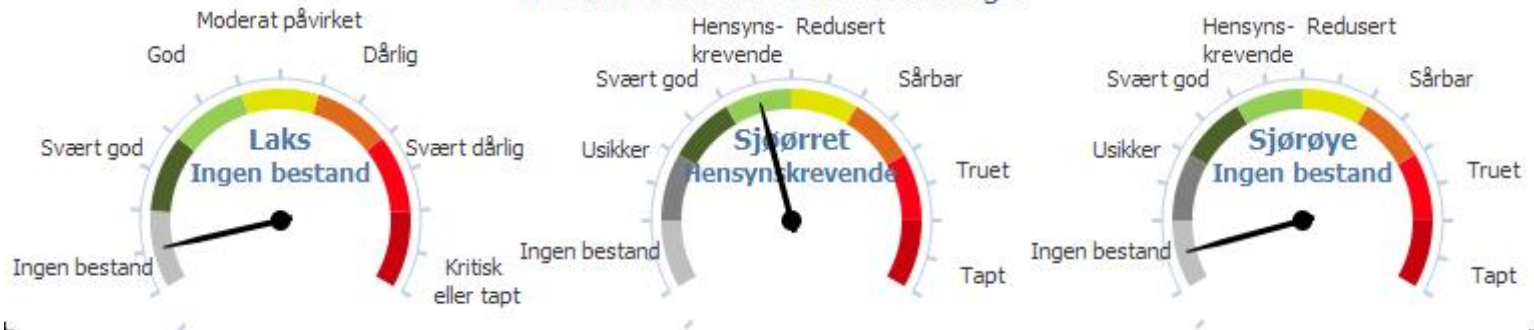 Moderat påvirket
God
Dårlig
Svært god
Svært dårlig
Laks
Ingen bestand
Ingen bestand
Kritisk
eller tapt
Hensyns-
krevende
Redusert
Svært god
Sårbar
Usikker
Truet
Sjøørret
Hensynskrevende
Ingen bestand
Tapt
Hensyns-
krevende
Redusert
Svært god
Sårbar
Usikker
Truet
Sjørøye
Ingen bestand
Ingen bestand
Tapt